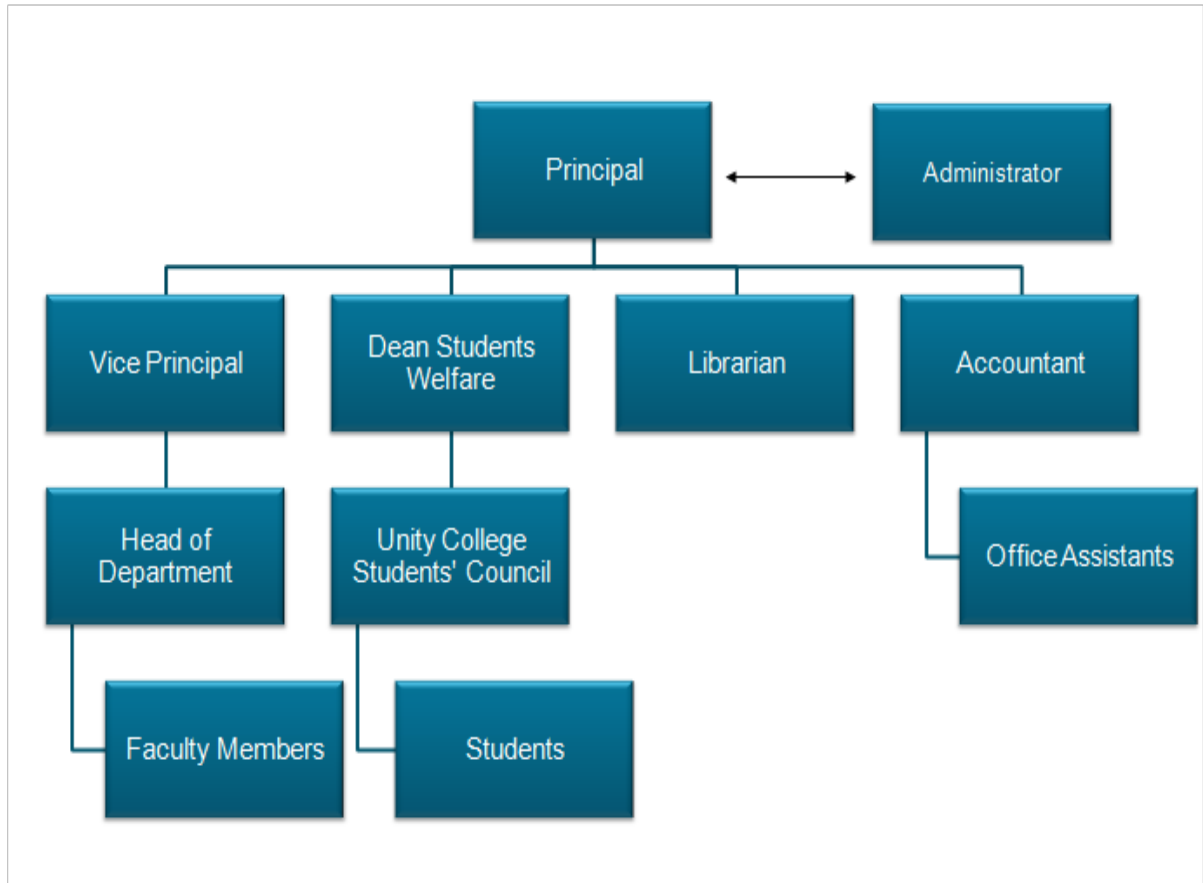 Principal
Administrator
Vice Principal
Dean Students
Welfare
Librarian
Accountant
Head of
Department
Unity College
Students' Council
Office Assistants
Faculty Members
Students